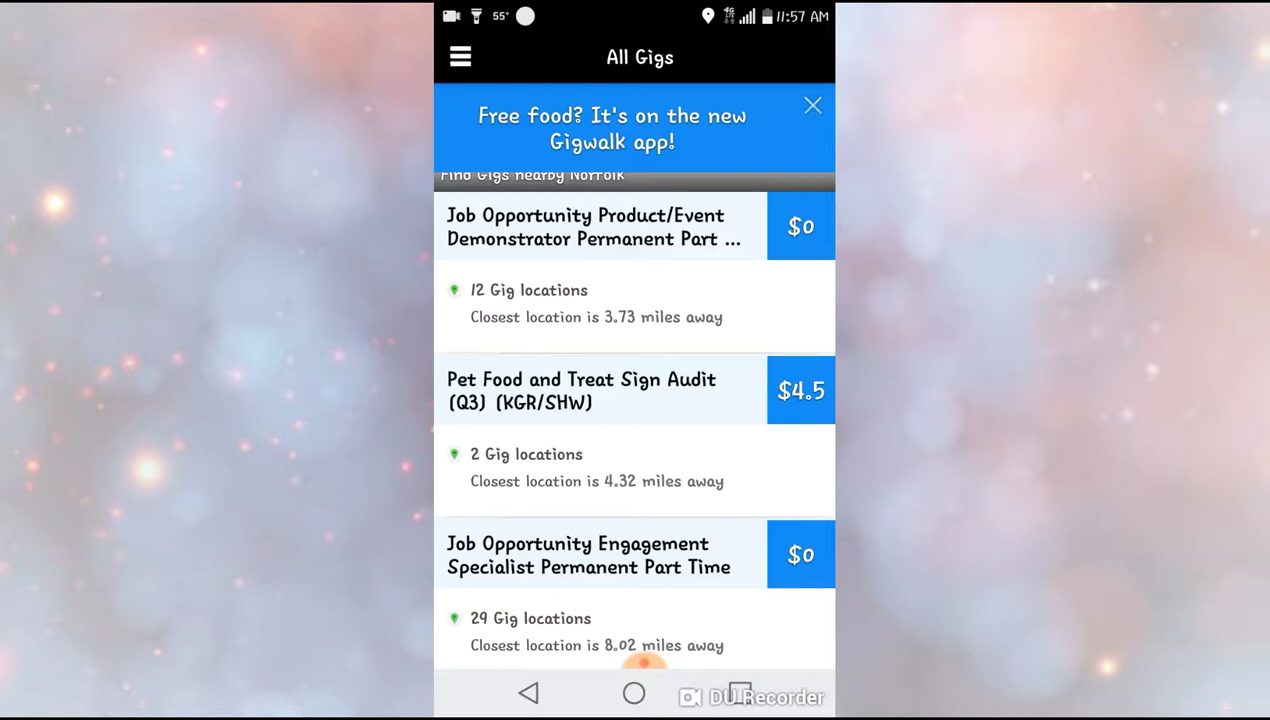 55°
4G
LTE
11:57 AM
All Gigs
Free food? It's on the new
Gigwalk app!
Find Gigs nearby Norfolk
Job Opportunity Product/Event
Demonstrator Permanent Part ...
$0
12 Gig locations
Closest location is 3.73 miles away
Pet Food and Treat Sign Audit
(Q3) (KGR/SHW)
$4.5
2 Gig locations
Closest location is 4.32 miles away
Job Opportunity Engagement
Specialist Permanent Part Time
$0
29 Gig locations
Closest location is 8.02 miles away
DU Recorder